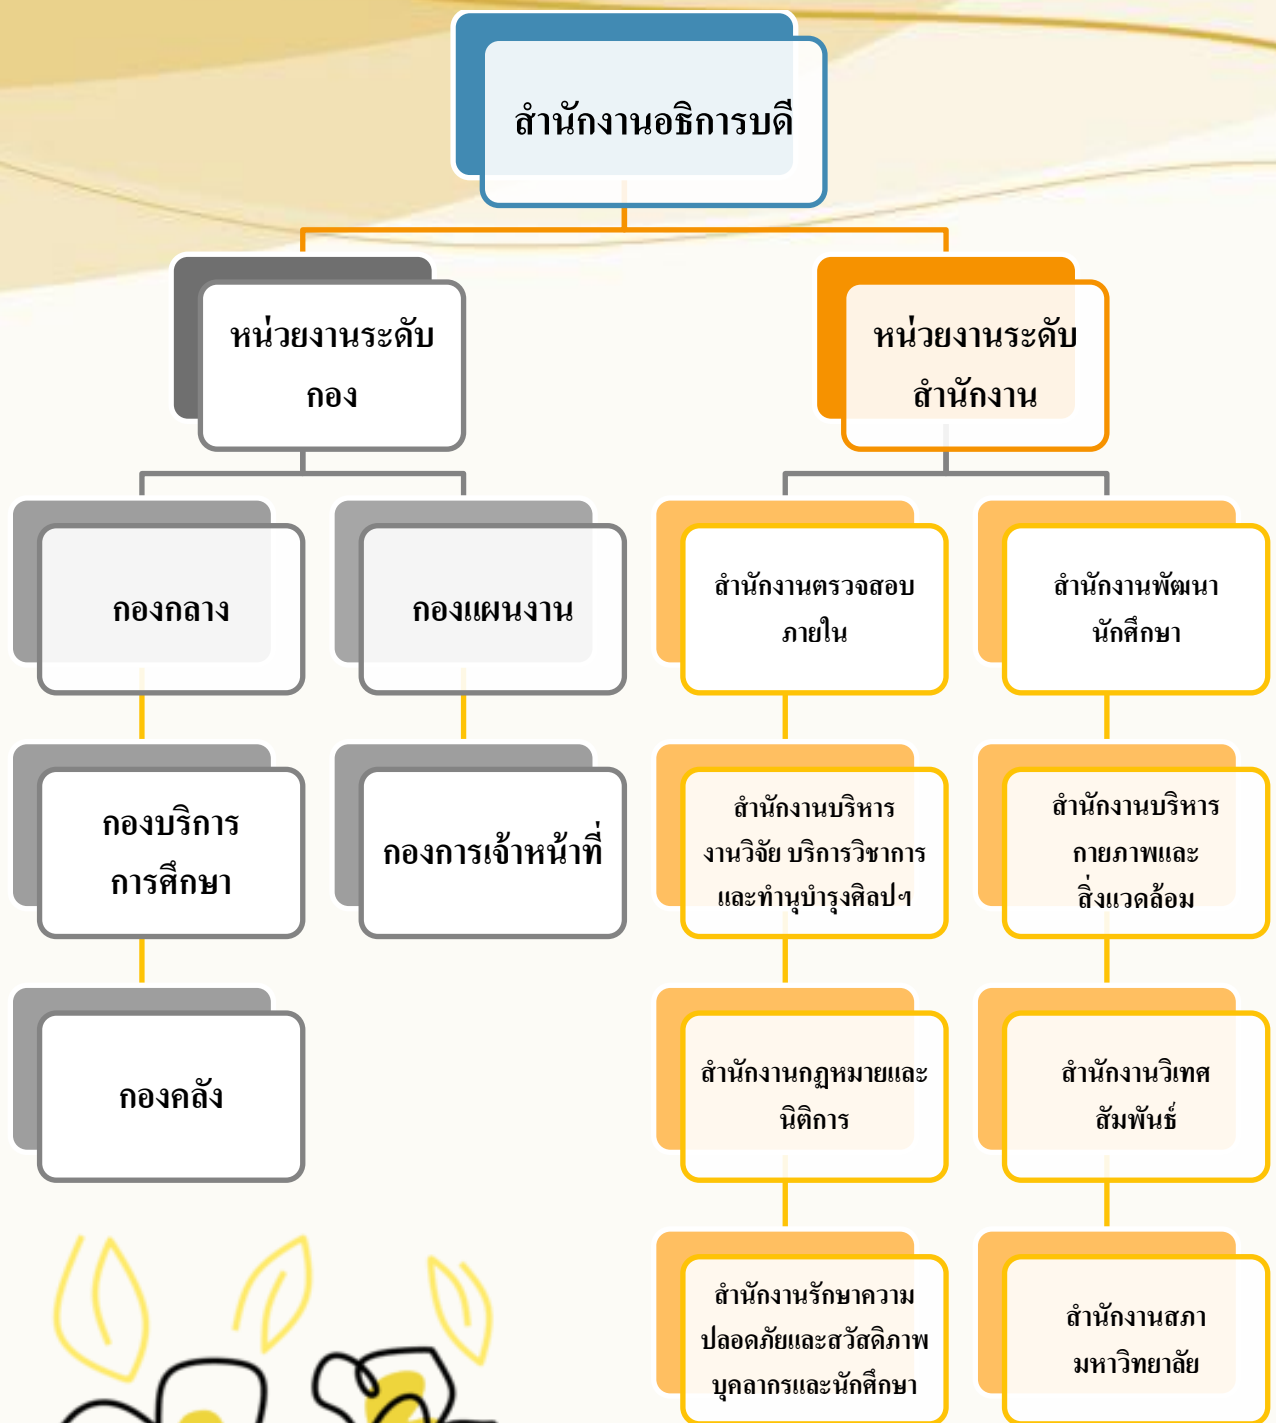 สำนักงานอธิการบดี
หน่วยงานระดับ
กอง
หน่วยงานระดับ
สำนักงาน
กองกลาง
กองแผนงาน
สำนักงานตรวจสอบ
ภายใน
สำนักงานพัฒนา
นักศึกษา
กองบริการ
การศึกษา
กองการเจ้าหน้าที่
สำนักงานบริหาร
งานวิจัย บริการวิชาการ
และทำนุบำรุงศิลปฯ
สำนักงานบริหาร
กายภาพและ
สิ่งแวดล้อม
กองคลัง
สำนักงานกฏหมายและ
นิติการ
สำนักงานวิเทศ
สัมพันธ์
สำนักงานรักษาความ
ปลอดภัยและสวัสดิภาพ
บุคลากรและนักศึกษา
สำนักงานสภา
มหาวิทยาลัย